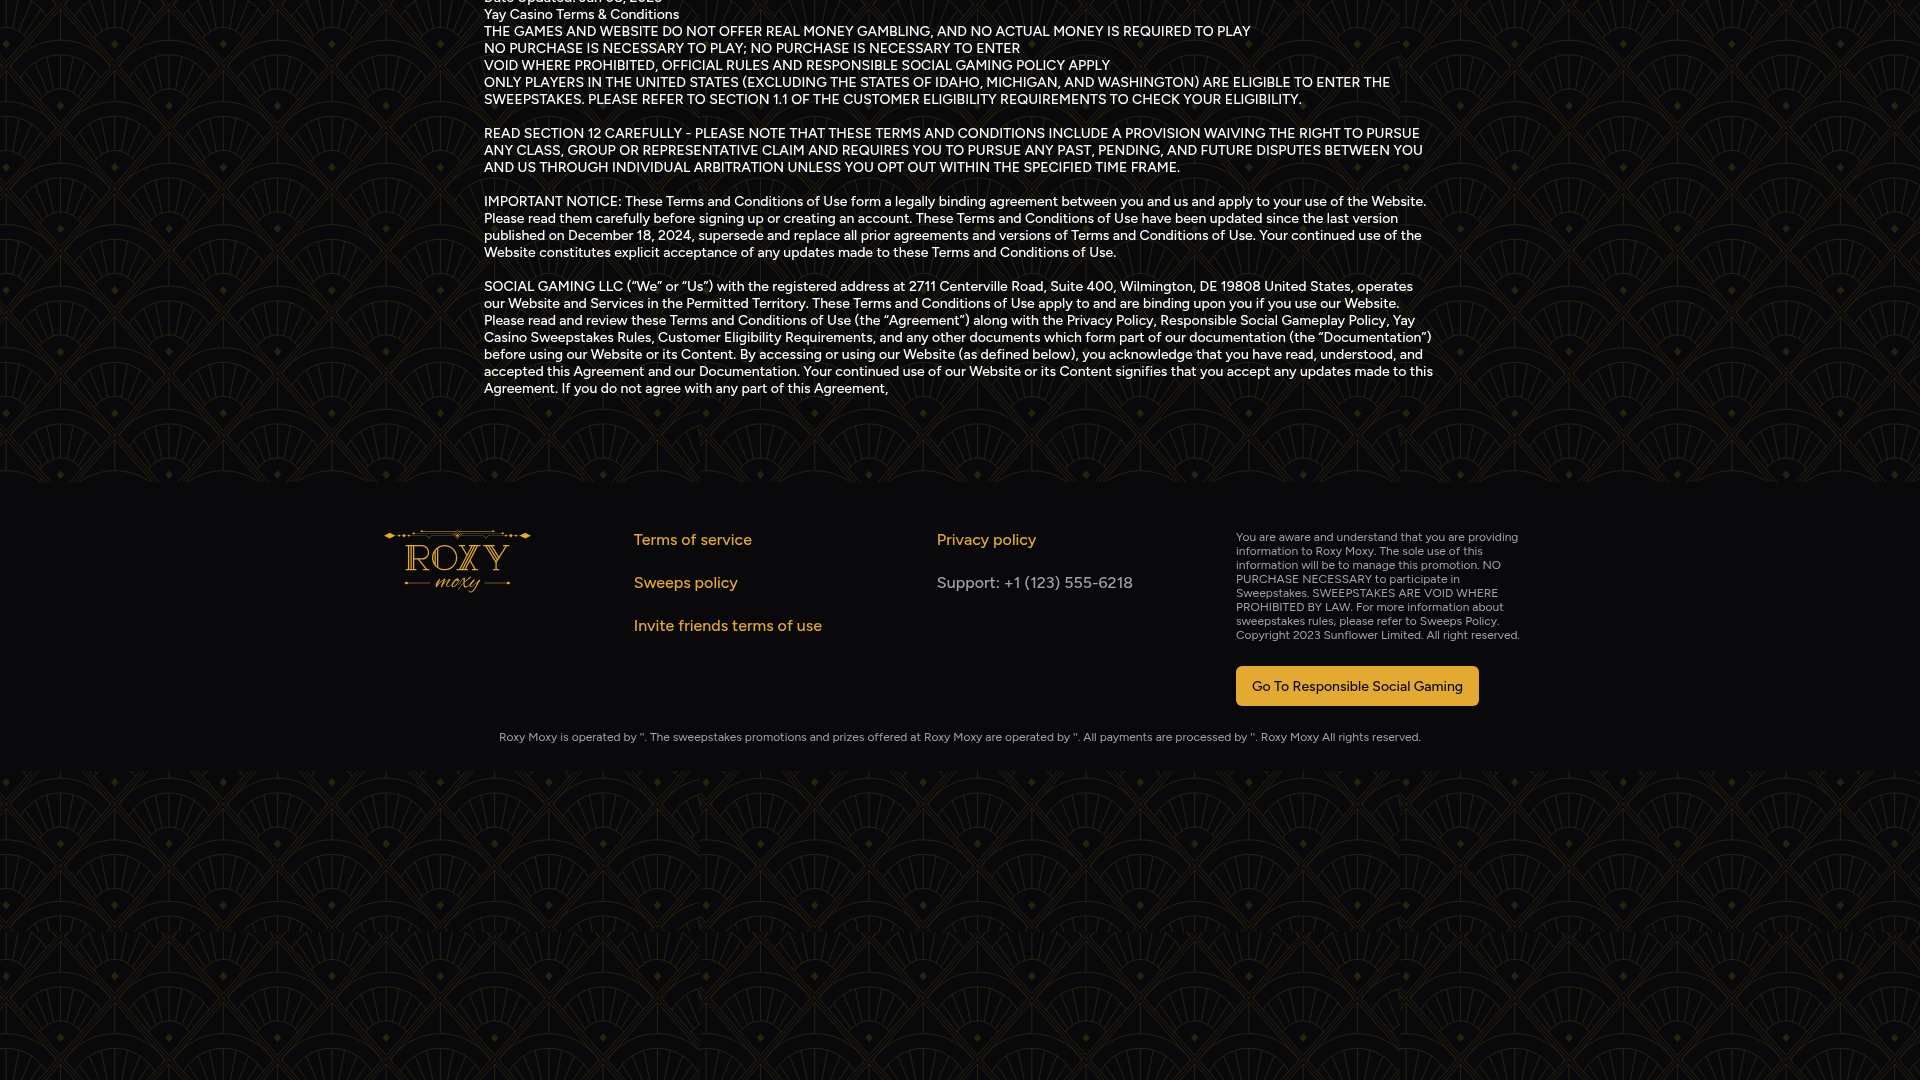 Date Updated: Jan 08, 2025
Yay Casino Terms & Conditions
THE GAMES AND WEBSITE DO NOT OFFER REAL MONEY GAMBLING, AND NO ACTUAL MONEY IS REQUIRED TO PLAY
NO PURCHASE IS NECESSARY TO PLAY; NO PURCHASE IS NECESSARY TO ENTER
VOID WHERE PROHIBITED, OFFICIAL RULES AND RESPONSIBLE SOCIAL GAMING POLICY APPLY
ONLY PLAYERS IN THE UNITED STATES (EXCLUDING THE STATES OF IDAHO, MICHIGAN, AND WASHINGTON) ARE ELIGIBLE TO ENTER THE
SWEEPSTAKES. PLEASE REFER TO SECTION 1.1 OF THE CUSTOMER ELIGIBILITY REQUIREMENTS TO CHECK YOUR ELIGIBILITY.
READ SECTION 12 CAREFULLY - PLEASE NOTE THAT THESE TERMS AND CONDITIONS INCLUDE A PROVISION WAIVING THE RIGHT TO PURSUE
ANY CLASS, GROUP OR REPRESENTATIVE CLAIM AND REQUIRES YOU TO PURSUE ANY PAST, PENDING, AND FUTURE DISPUTES BETWEEN YOU
AND US THROUGH INDIVIDUAL ARBITRATION UNLESS YOU OPT OUT WITHIN THE SPECIFIED TIME FRAME.
IMPORTANT NOTICE: These Terms and Conditions of Use form a legally binding agreement between you and us and apply to your use of the Website.
Please read them carefully before signing up or creating an account. These Terms and Conditions of Use have been updated since the last version
published on December 18, 2024, supersede and replace all prior agreements and versions of Terms and Conditions of Use. Your continued use of the
Website constitutes explicit acceptance of any updates made to these Terms and Conditions of Use.
SOCIAL GAMING LLC (“We” or “Us”) with the registered address at 2711 Centerville Road, Suite 400, Wilmington, DE 19808 United States, operates
our Website and Services in the Permitted Territory. These Terms and Conditions of Use apply to and are binding upon you if you use our Website.
Please read and review these Terms and Conditions of Use (the “Agreement”) along with the Privacy Policy, Responsible Social Gameplay Policy, Yay
Casino Sweepstakes Rules, Customer Eligibility Requirements, and any other documents which form part of our documentation (the “Documentation”)
before using our Website or its Content. By accessing or using our Website (as defined below), you acknowledge that you have read, understood, and
accepted this Agreement and our Documentation. Your continued use of our Website or its Content signifies that you accept any updates made to this
Agreement. If you do not agree with any part of this Agreement,
ROXY
moxy
Terms of service
Sweeps policy
Invite friends terms of use
Privacy policy
Support: +1 (123) 555-6218
You are aware and understand that you are providing
information to Roxy Moxy. The sole use of this
information will be to manage this promotion. NO
PURCHASE NECESSARY to participate in
Sweepstakes. SWEEPSTAKES ARE VOID WHERE
PROHIBITED BY LAW. For more information about
sweepstakes rules, please refer to Sweeps Policy.
Copyright 2023 Sunflower Limited. All right reserved.
Go To Responsible Social Gaming
Roxy Moxy is operated by ''. The sweepstakes promotions and prizes offered at Roxy Moxy are operated by ''. All payments are processed by ''. Roxy Moxy All rights reserved.